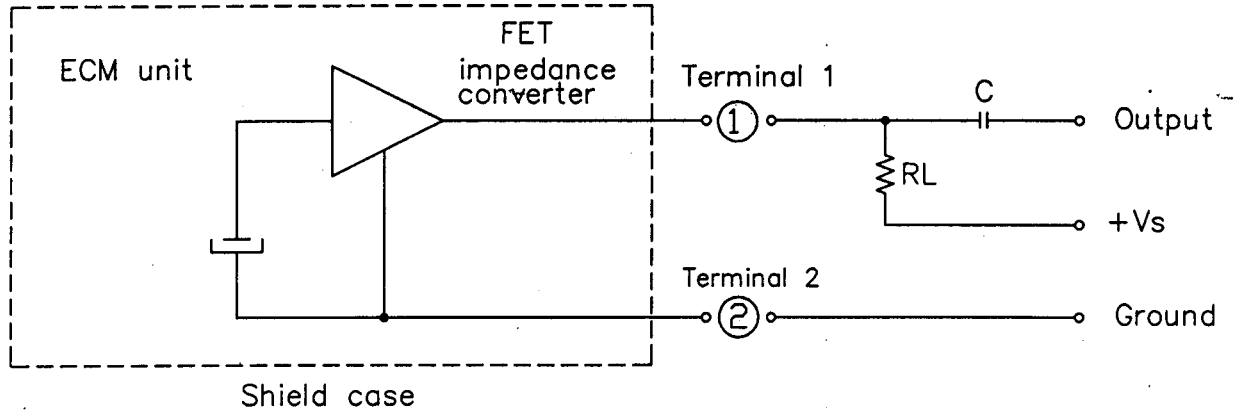 FET
ECM unit
impedance
converter
Terminal 1
1
C
Output
RL
+Vs
Terminal 2
2
Ground
Shield case